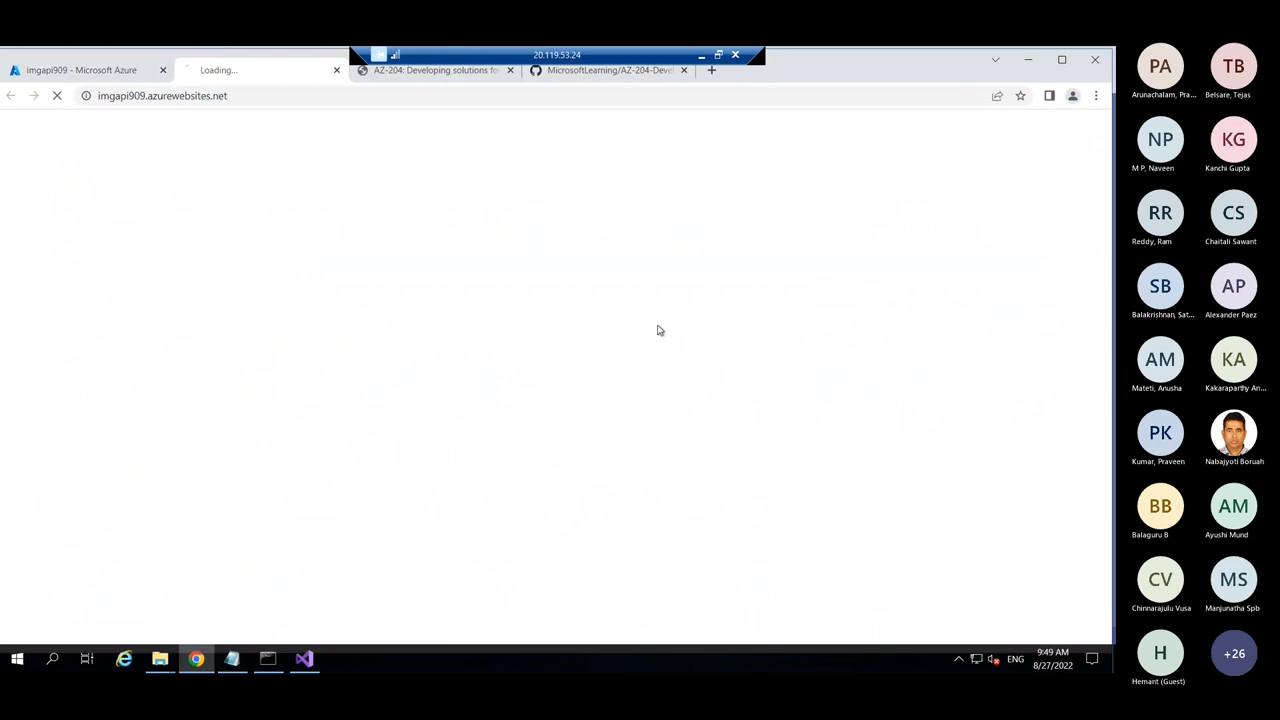 20.119.53.24
imgapi909 - Microsoft Azure
Loading...
AZ-204: Developing solutions fo
MicrosoftLearning/AZ-204-Devel
imgapi909.azurewebsites.net
PA
Arunachalam, Pra...
TB
Belsare, Tejas
NP
M P, Naveen
KG
Kanchi Gupta
RR
Reddy, Ram
CS
Chaitali Sawant
SB
Balakrishnan, Sat...
AP
Alexander Paez
AM
Mateti, Anusha
KA
Kakaraparthy An...
PK
Kumar, Praveen
Nabajyoti Boruah
BB
Balaguru B
AM
Ayushi Mund
CV
Chinnarajulu Vusa
MS
Manjunatha Spb
H
Hemant (Guest)
+26
ENG
9:49 AM
8/27/2022